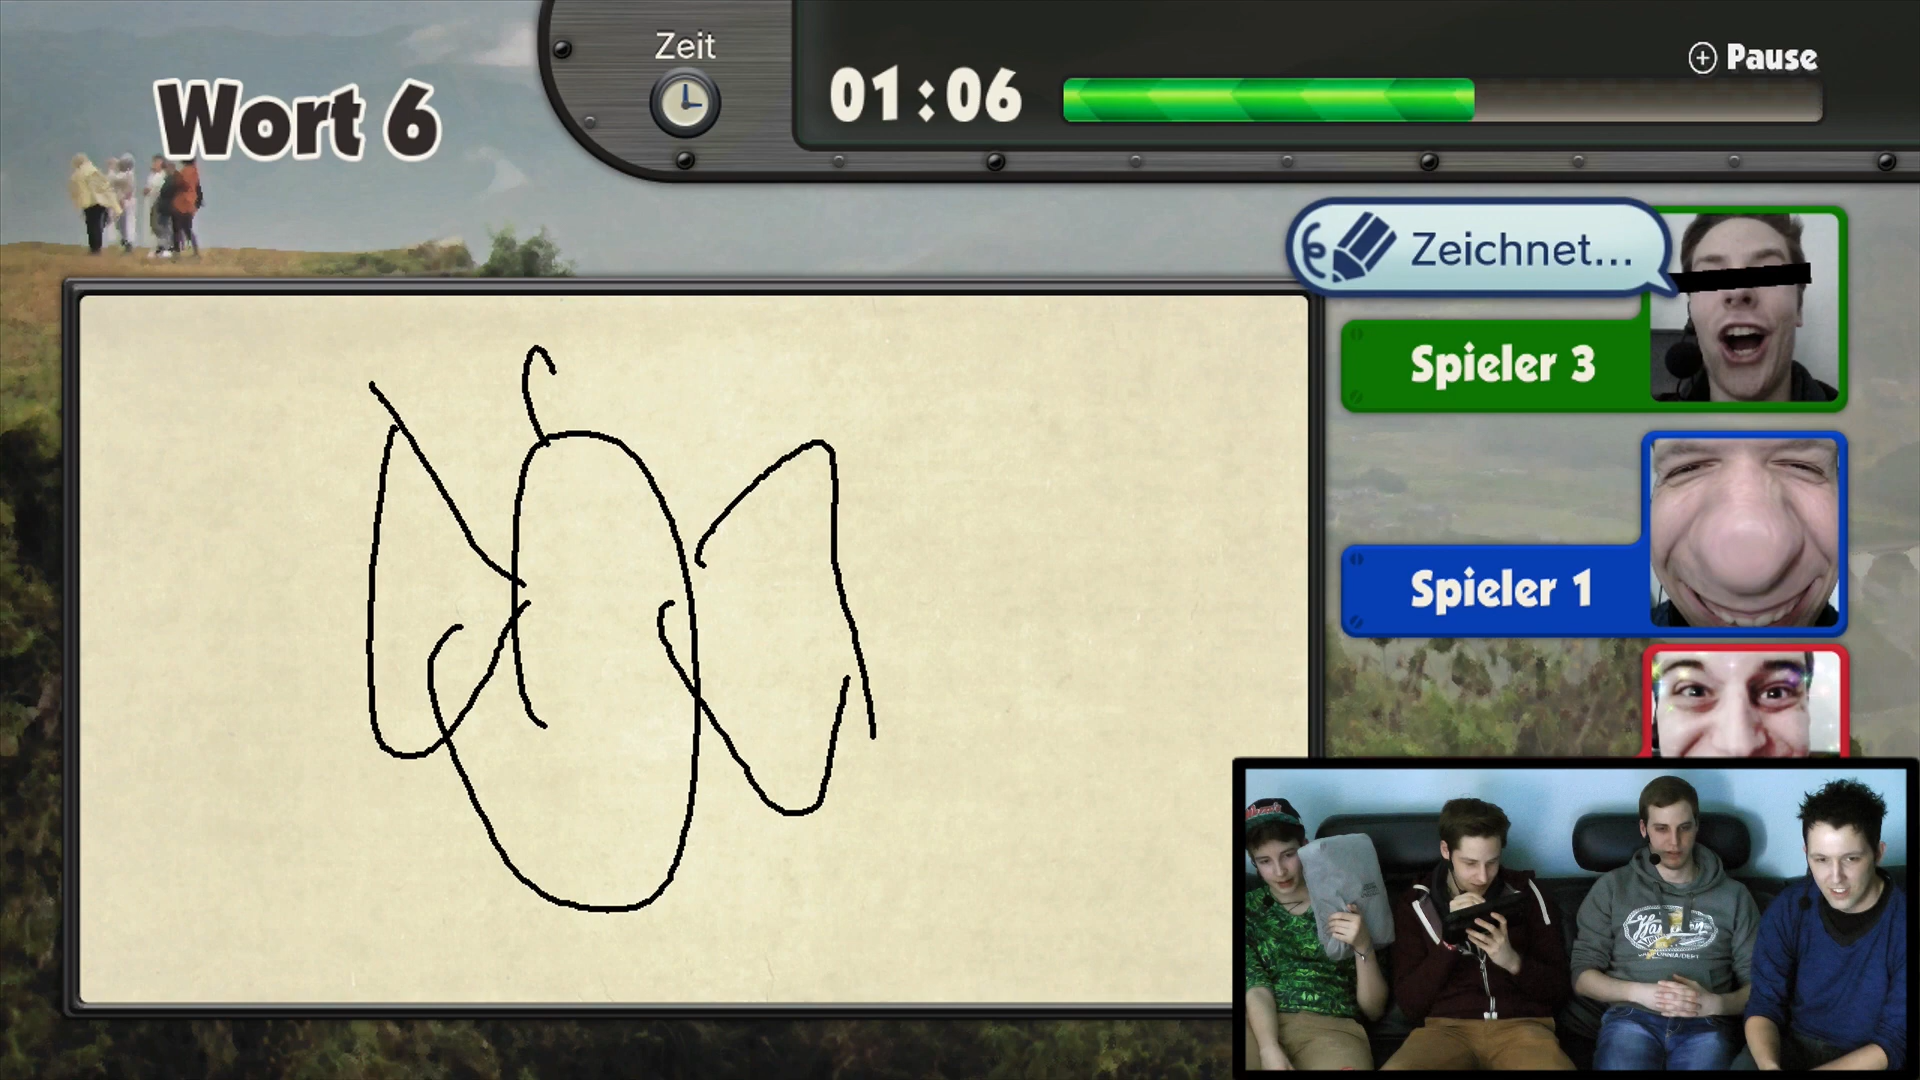 Wort 6
Zeit
01:06
Pause
Zeichnet...
Spieler 3
Spieler 1